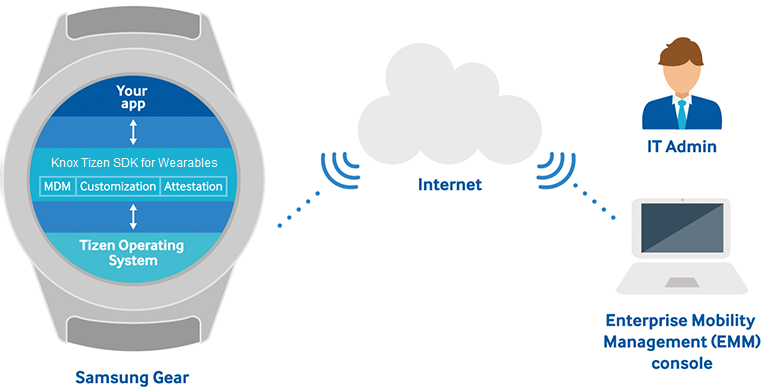 Your
app
Knox Tizen SDK for Wearables
MDM Customization Attestation
Tizen Operating
System
Samsung Gear
Internet
IT Admin
Enterprise Mobility
Management (EMM)
console